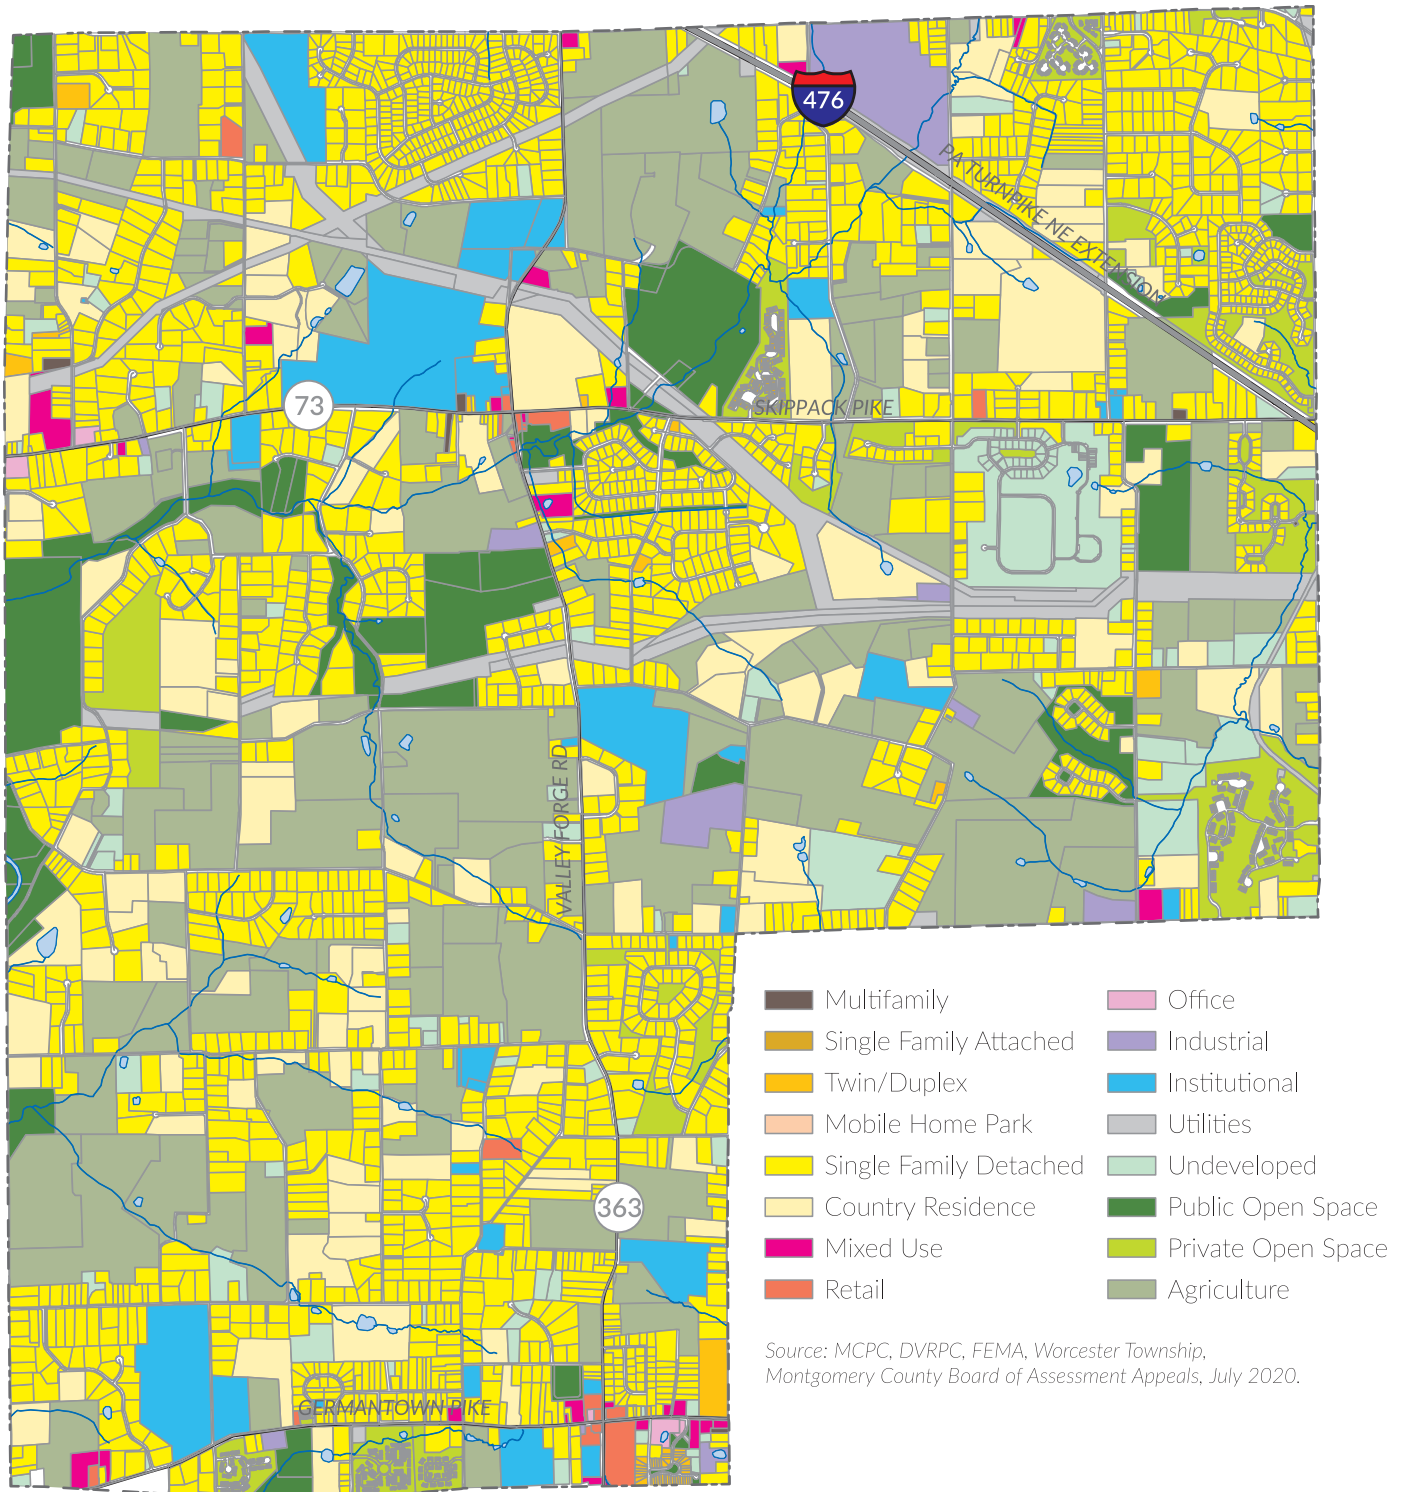 476
PA TURNPIKE NE EXTENSION
73
SKIPPACK PIKE
VALLEY FORGE RD
363
GERMANTOWN PIKE
Multifamily
Single Family Attached
Twin/Duplex
Mobile Home Park
Single Family Detached
Country Residence
Mixed Use
Retail
Office
Industrial
Institutional
Utilities
Undeveloped
Public Open Space
Private Open Space
Agriculture
Source: MCPC, DVRPC, FEMA, Worcester Township,
Montgomery County Board of Assessment Appeals, July 2020.